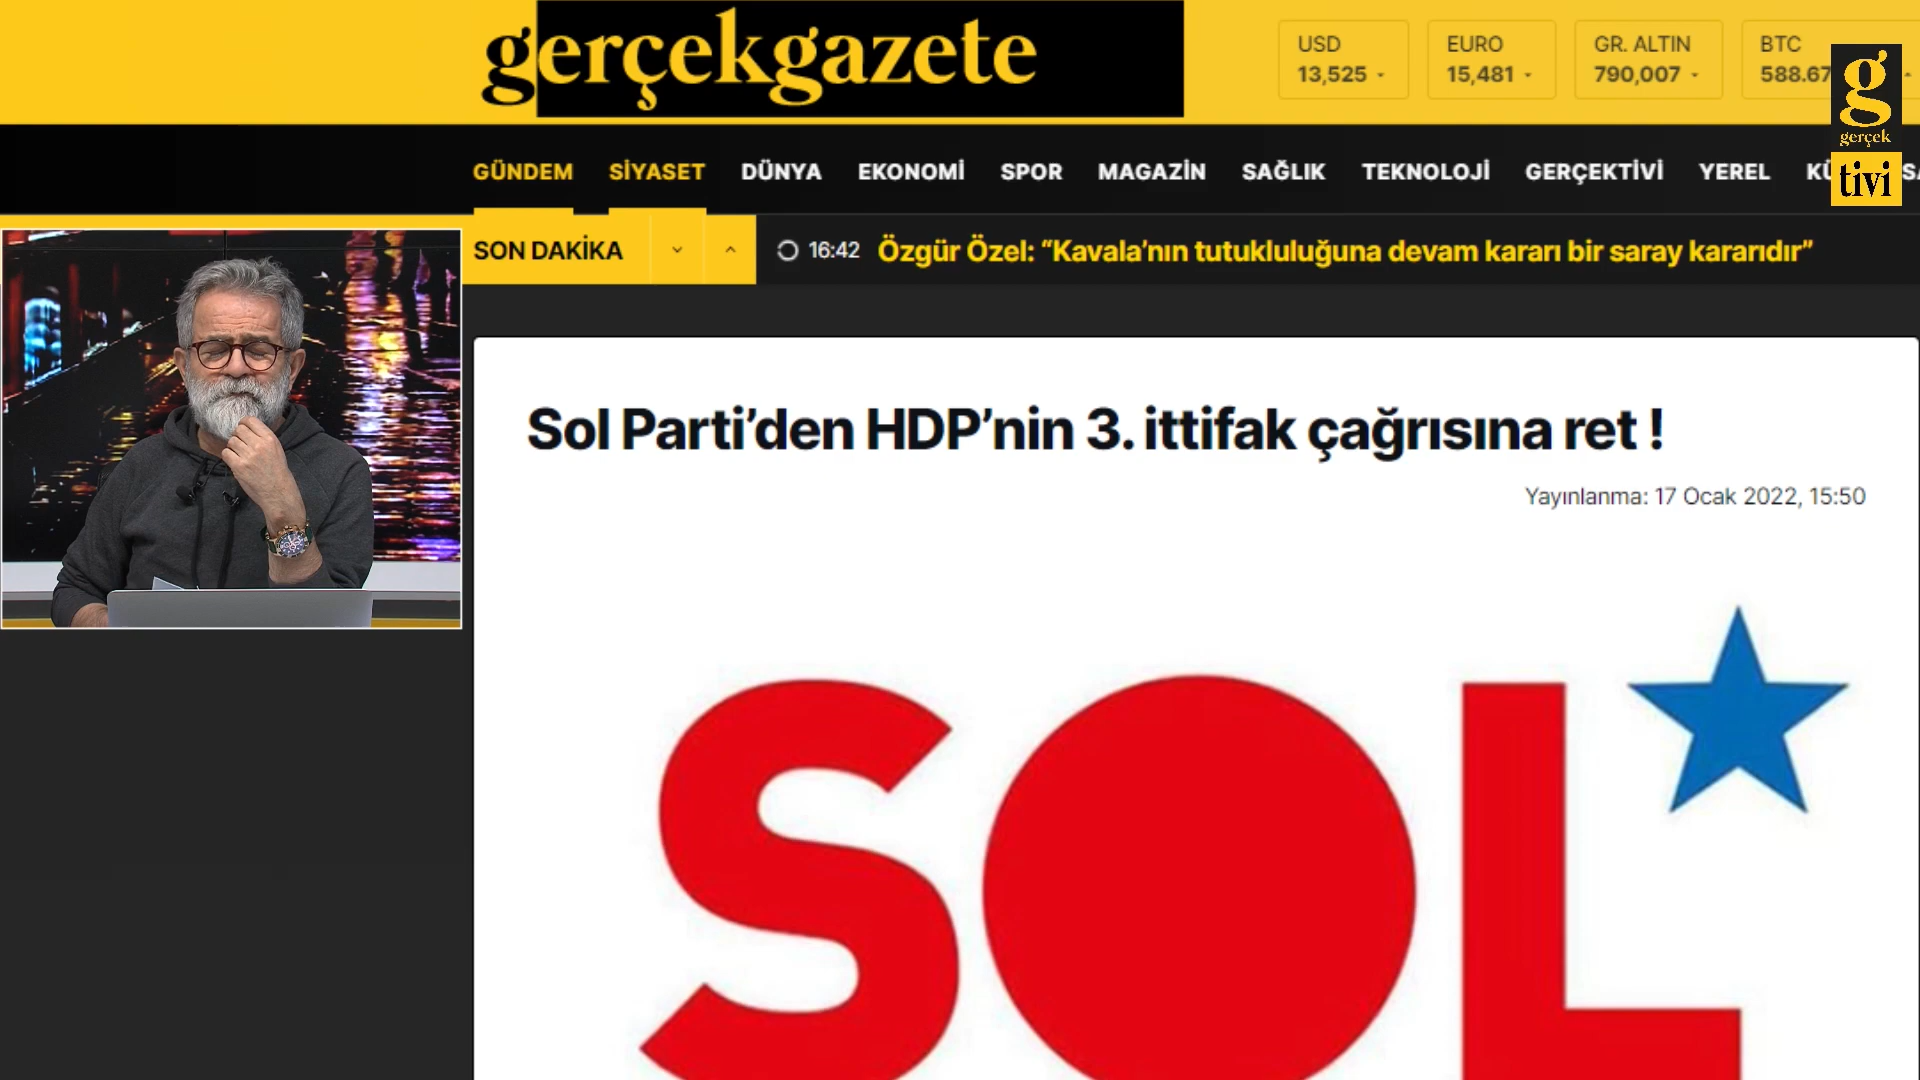 gerçekgazete
USD
13,525
EURO
15,481
GR. ALTIN
790,007
BTC
588.67
g
gerçek
tivi
GÜNDEM SİYASET DÜNYA EKONOMİ SPOR MAGAZİN SAĞLIK TEKNOLOJİ GERÇEKTİVİ YEREL
SON DAKİKA
16:42 Özgür Özel: “Kavala’nın tutukluluğuna devam kararı bir saray kararıdır”
Sol Parti’den HDP’nin 3. ittifak çağrısına ret !
Yayınlanma: 17 Ocak 2022, 15:50
SOL